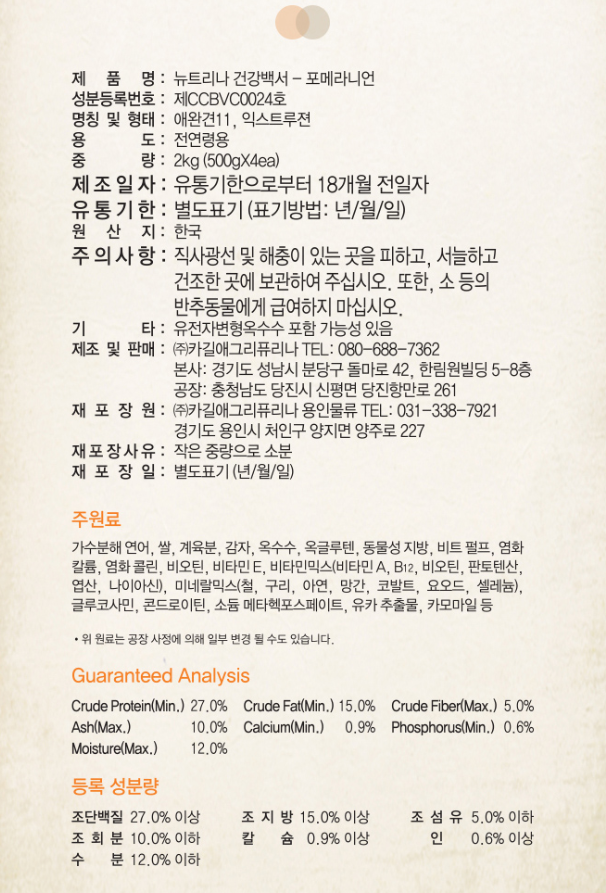 제 품 명 : 뉴트리나 건강백서 - 포메라니언
성분등록번호 : 제CCBVC0024호
명칭 및 형태 : 애완견11, 익스트루젼
용 도 : 전연령용
중 량 : 2kg (500gX4ea)
제조일자 : 유통기한으로부터 18개월 전일자
유통기한 : 별도표기 (표기방법: 년/월/일)
원 산 지 : 한국
주의사항 : 직사광선 및 해충이 있는 곳을 피하고, 서늘하고
건조한 곳에 보관하여 주십시오. 또한, 소 등의
반추동물에게 급여하지 마십시오.
기 타 : 유전자변형옥수수 포함 가능성 있음
제조 및 판매 : ㈜카길애그리퓨리나 TEL: 080-688-7362
본사: 경기도 성남시 분당구 돌마로 42, 한림원빌딩 5-8층
공장: 충청남도 당진시 신평면 당진항만로 261
재 포 장 원 : ㈜카길애그리퓨리나 용인물류 TEL: 031-338-7921
경기도 용인시 처인구 양지면 양주로 227
재포장사유 : 작은 중량으로 소분
재 포 장 일 : 별도표기 (년/월/일)
주원료
가수분해 연어, 쌀, 계육분, 감자, 옥수수, 옥글루텐, 동물성 지방, 비트 펄프, 염화
칼륨, 염화 콜린, 비오틴, 비타민 E, 비타민믹스(비타민 A, B12, 비오틴, 판토텐산,
엽산, 나이아신), 미네랄믹스(철, 구리, 아연, 망간, 코발트, 요오드, 셀레늄),
글루코사민, 콘드로이틴, 소듐 메타헥포스페이트, 유카 추출물, 카모마일 등
• 위 원료는 공장 사정에 의해 일부 변경 될 수도 있습니다.
Guaranteed Analysis
Crude Protein(Min.) 27.0% Crude Fat(Min.) 15.0% Crude Fiber(Max.) 5.0%
Ash(Max.) 10.0% Calcium(Min.) 0.9% Phosphorus(Min.) 0.6%
Moisture(Max.) 12.0%
등록 성분량
조단백질 27.0% 이상 조 지 방 15.0% 이상 조 섬 유 5.0% 이하
조 회 분 10.0% 이하 칼 슘 0.9% 이상 인 0.6% 이상
수 분 12.0% 이하